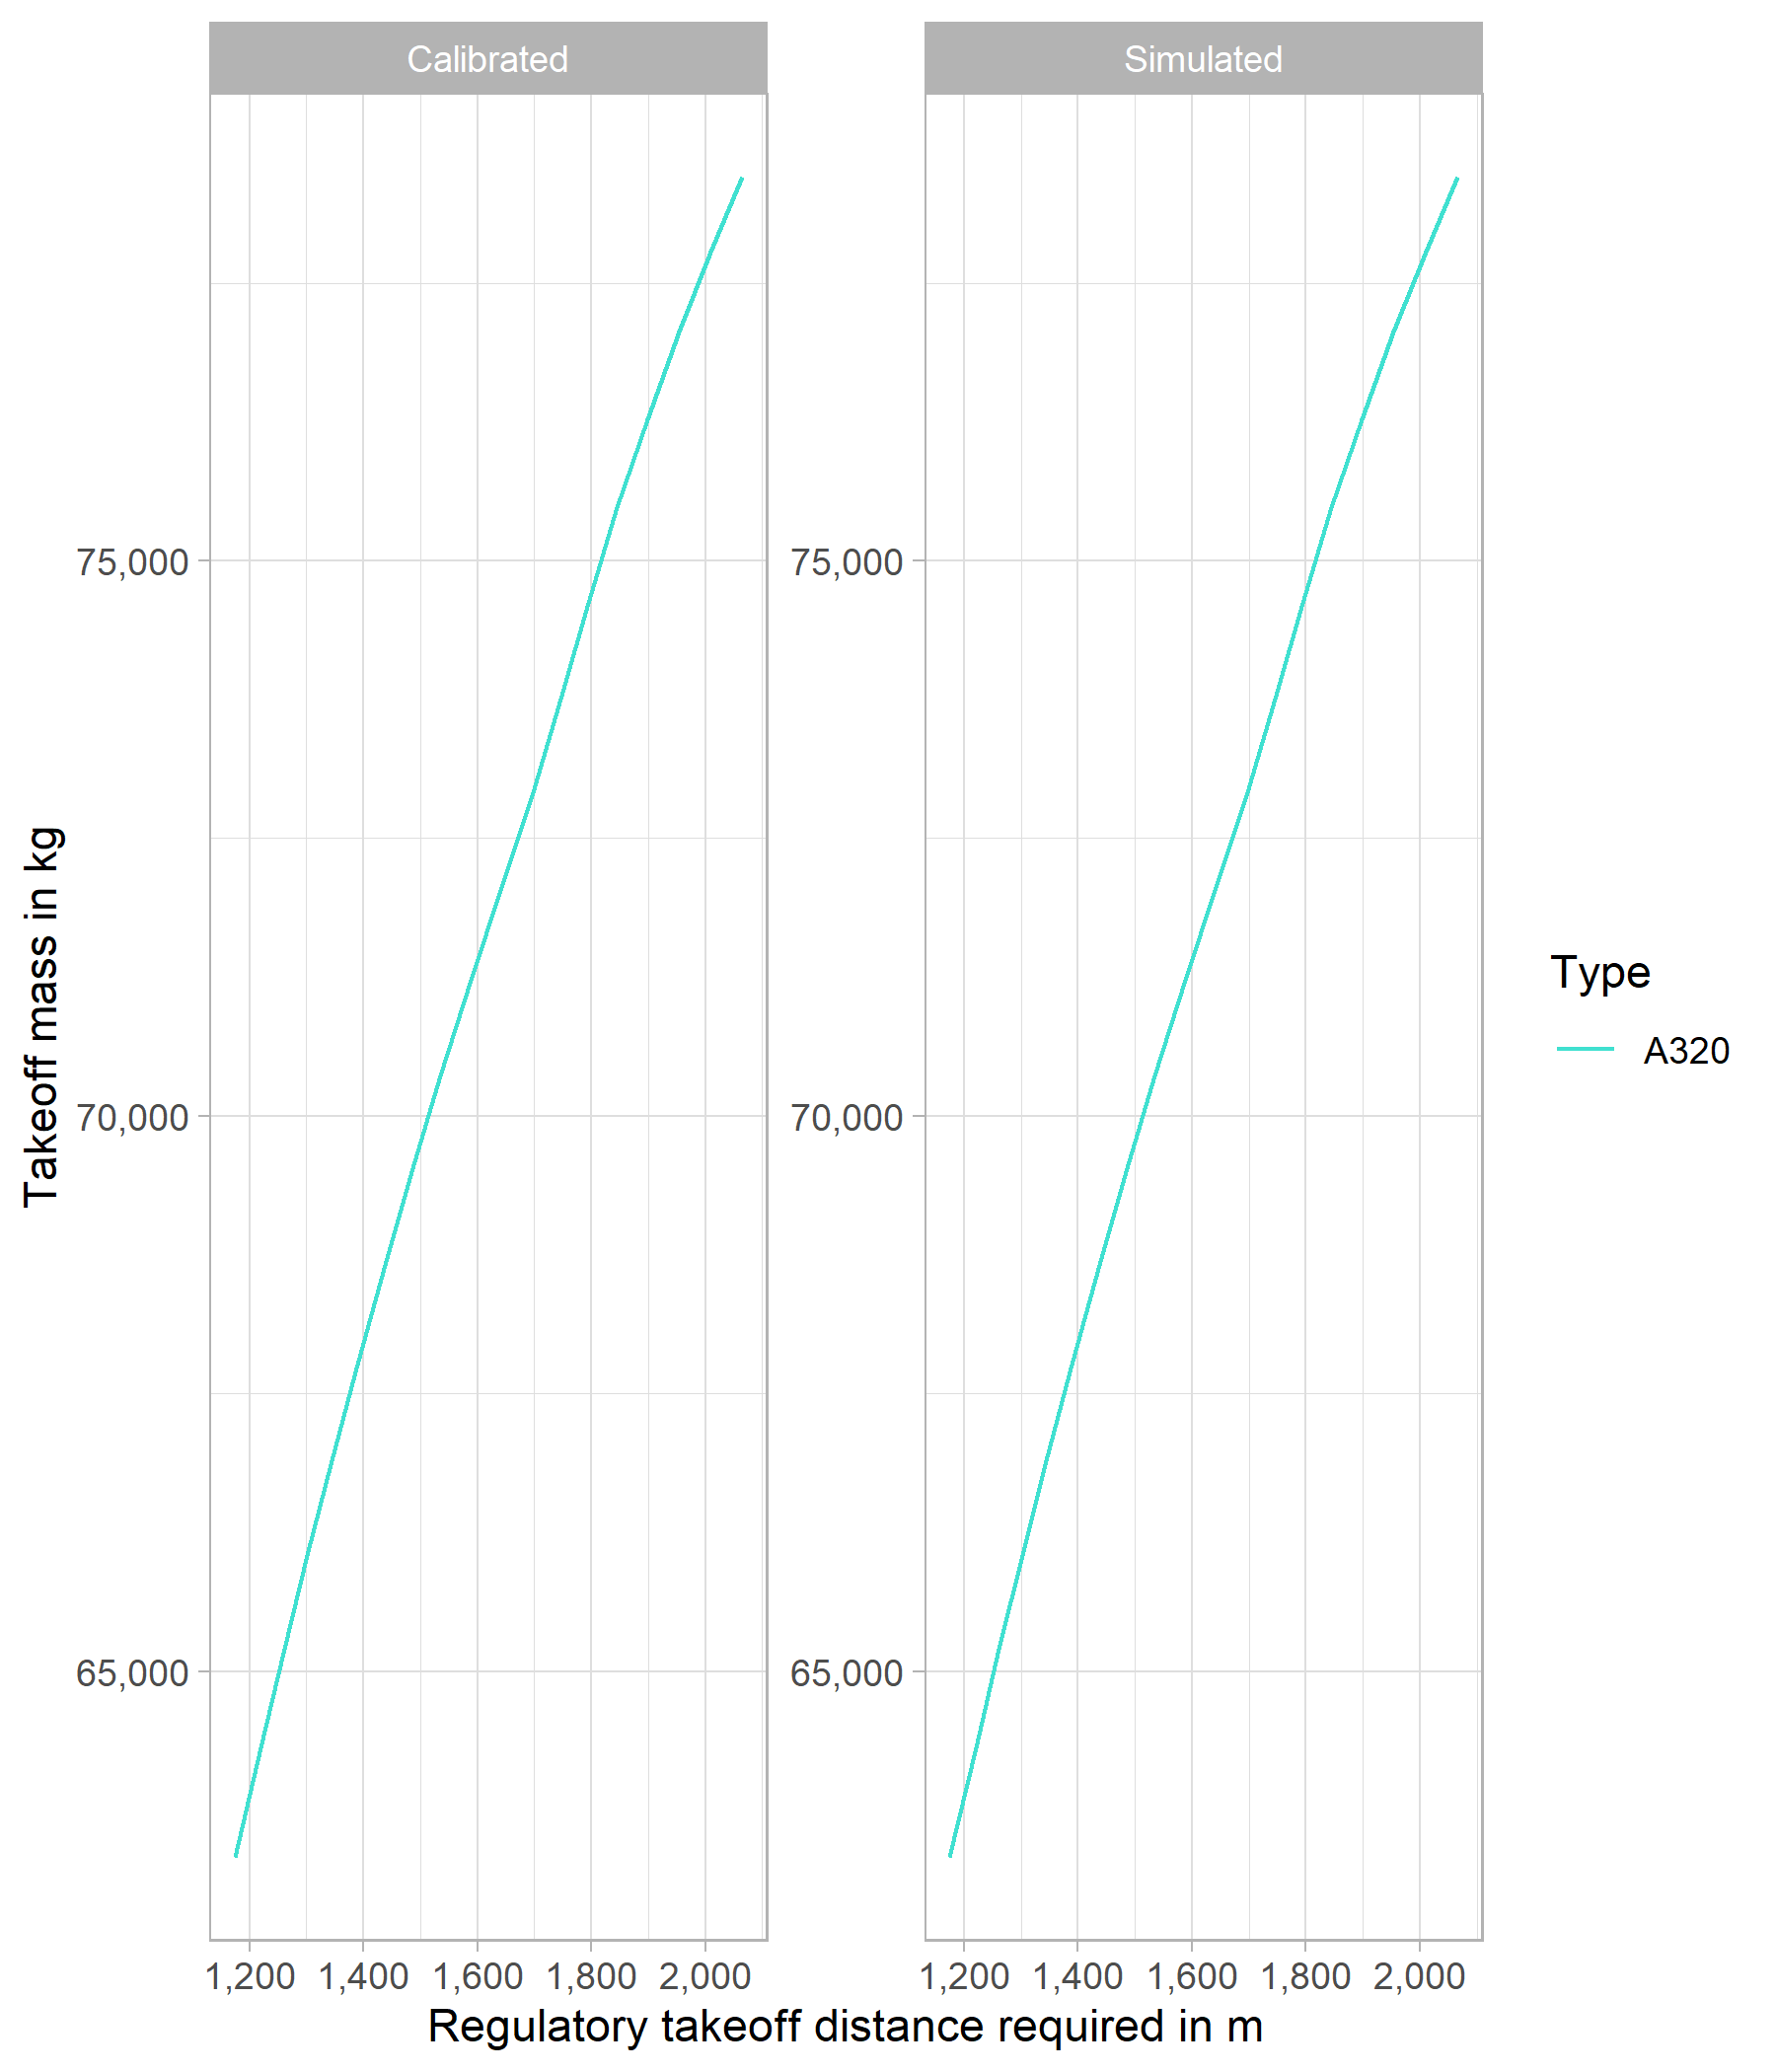 Calibrated
Simulated
Takeoff mass in kg
75,000
70,000
65,000
75,000
70,000
65,000
1,200 1,400 1,600 1,800 2,000
1,200 1,400 1,600 1,800 2,000
Regulatory takeoff distance required in m
Type
A320